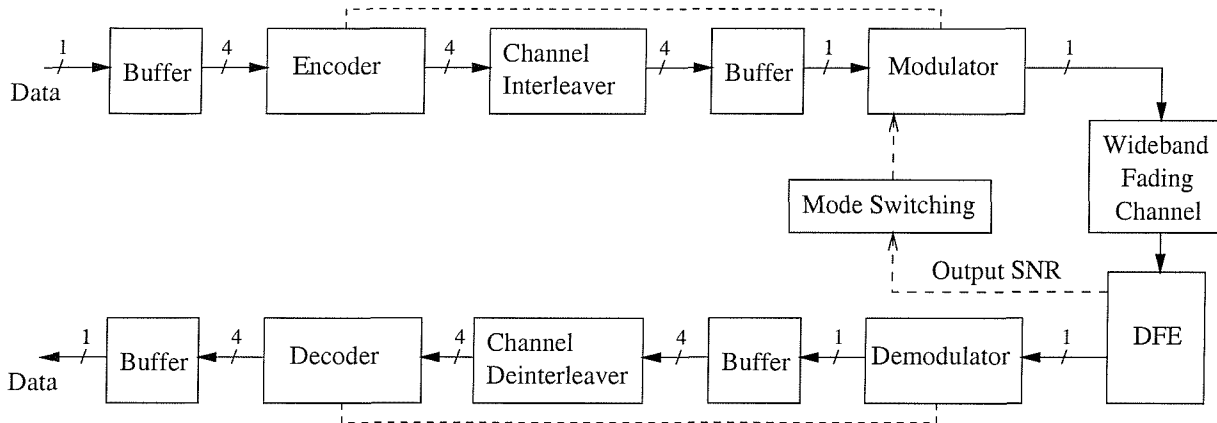 1
4
4
4
1
1
Data
Buffer
Encoder
Channel
Interleaver
Buffer
Modulator
Wideband
Fading
Channel
Mode Switching
Output SNR
DFE
1
4
4
4
1
1
Data
Buffer
Decoder
Channel
Deinterleaver
Buffer
Demodulator